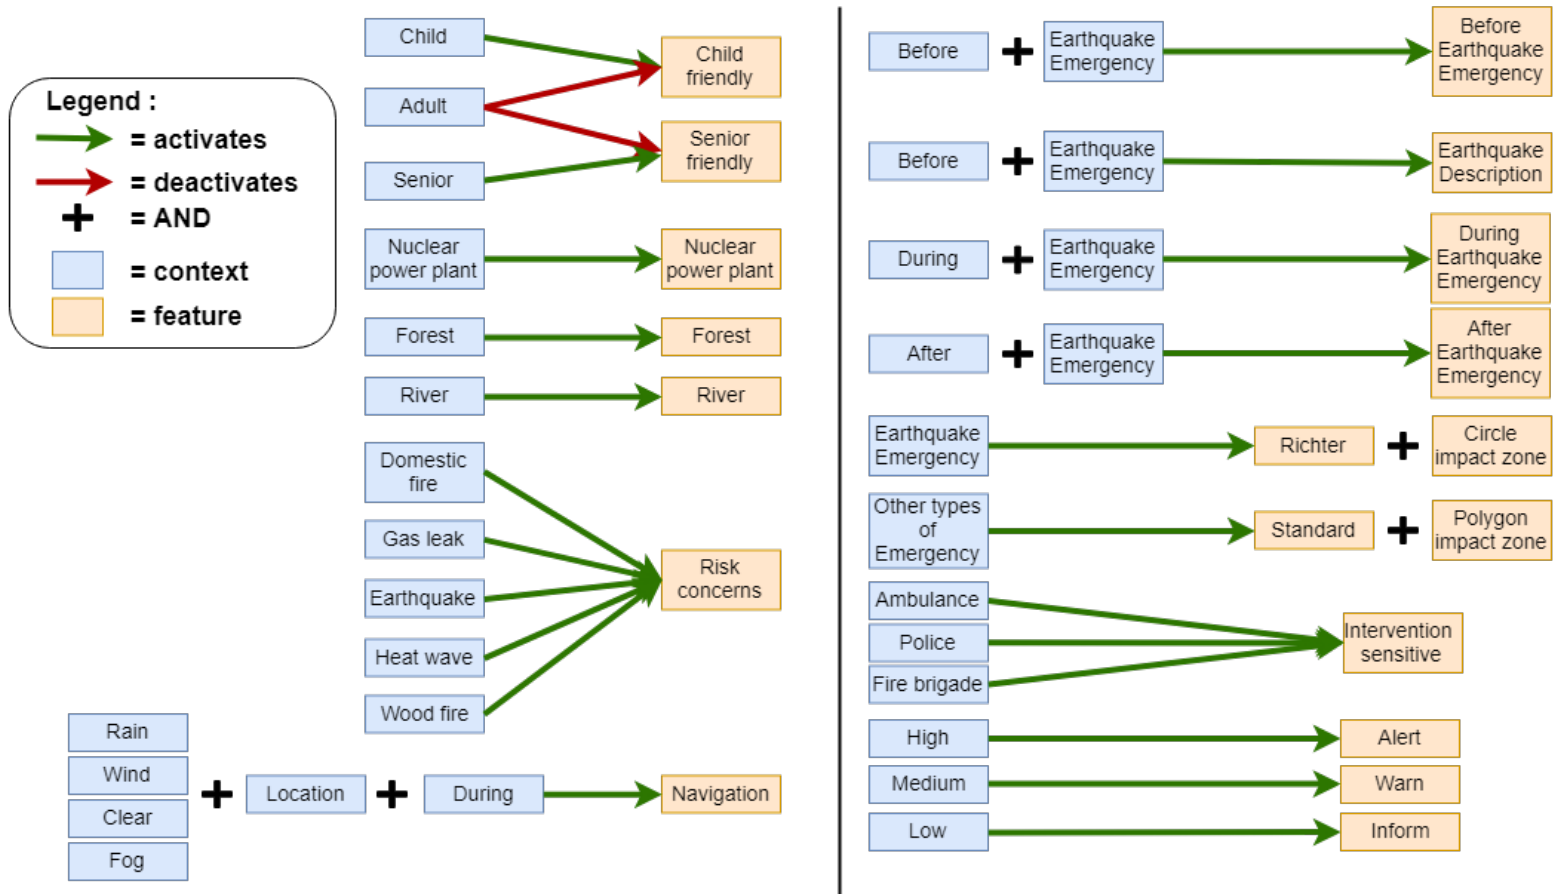 Legend :
= activates
= deactivates
= AND
= context
= feature
Child
Adult
Senior
Child
friendly
Senior
friendly
Nuclear
power plant
Nuclear
power plant
Forest
Forest
River
River
Domestic
fire
Gas leak
Earthquake
Heat wave
Wood fire
Risk
concerns
Rain
Wind
Clear
Fog
+
Location
+
During
Navigation
Before
+
Earthquake
Emergency
Before
Earthquake
Emergency
Before
+
Earthquake
Emergency
Earthquake
Description
During
+
Earthquake
Emergency
During
Earthquake
Emergency
After
+
Earthquake
Emergency
After
Earthquake
Emergency
Earthquake
Emergency
Richter
+
Circle
impact zone
Other types
of
Emergency
Standard
+
Polygon
impact zone
Ambulance
Police
Fire brigade
Intervention
sensitive
High
Alert
Medium
Warn
Low
Inform